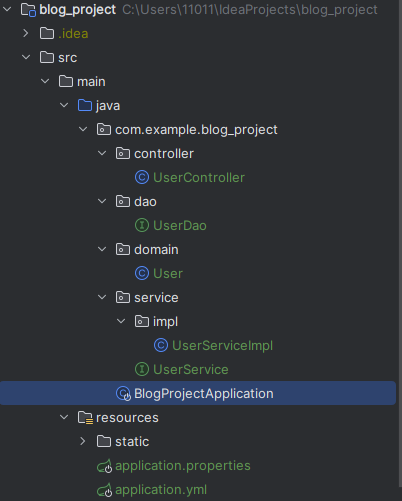 blog_project C:\Users\11011\IdeaProjects\blog_project
.idea
src
main
java
com.example.blog_project
controller
UserController
dao
UserDao
domain
User
service
impl
UserServiceImpl
UserService
BlogProjectApplication
resources
static
application.properties
application.yml